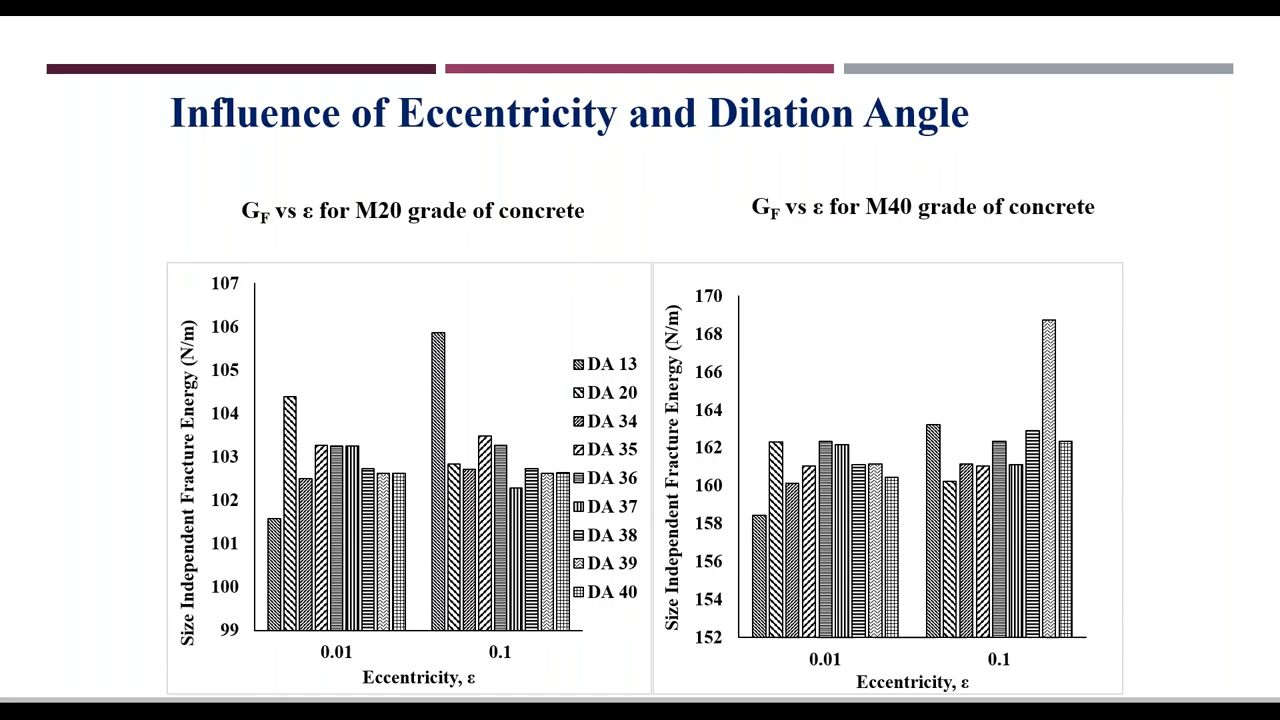 Influence of Eccentricity and Dilation Angle
GF vs ε for M20 grade of concrete
107
106
105
104
103
102
101
100
99
Size Independent Fracture Energy (N/m)
0.01
0.1
Eccentricity, ε
DA 13
DA 20
DA 34
DA 35
DA 36
DA 37
DA 38
DA 39
DA 40
GF vs ε for M40 grade of concrete
170
168
166
164
162
160
158
156
154
152
Size Independent Fracture Energy (N/m)
0.01
0.1
Eccentricity, ε